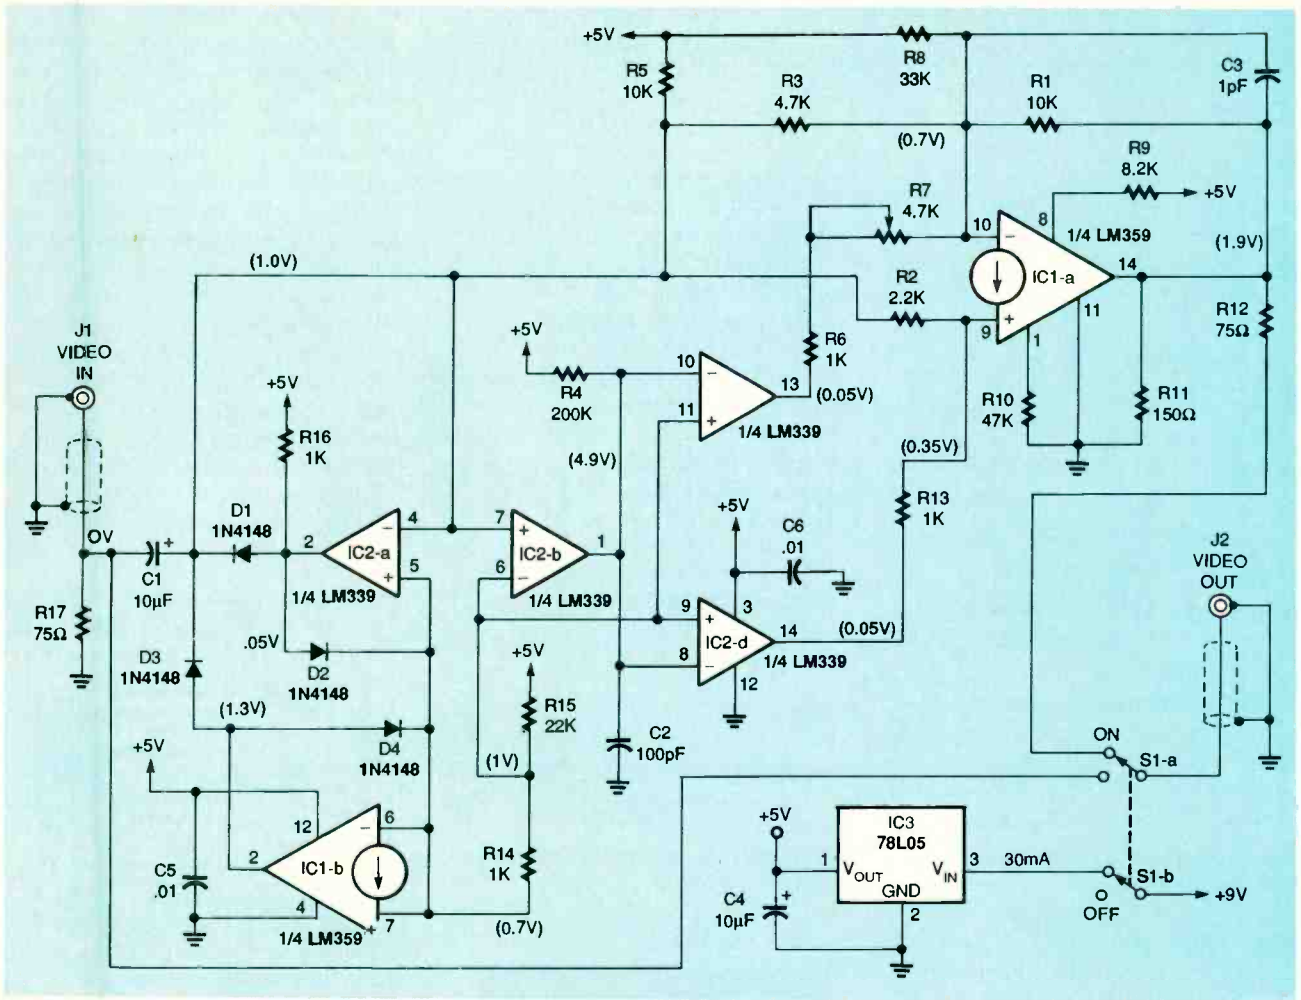 +5V
R5
10K
R8
33K
C3
1pF
R3
4.7K
R1
10K
(0.7V)
R9
8.2K
+5V
R7
4.7K
10
−
8
1/4 LM359
(1.9V)
(1.0V)
R2
2.2K
IC1-a
14
11
9
+
1
R12
75Ω
J1
VIDEO
IN
+5V
R4
200K
10
−
11
+
13
1/4 LM339
R6
1K
(0.05V)
R10
47K
R11
150Ω
+5V
R16
1K
(4.9V)
(0.35V)
R13
1K
D1
1N4148
0V
C1
10µF
+
2
4
−
IC2-a
5
+
1/4 LM339
7
+
IC2-b
6
−
1
1/4 LM339
+5V
C6
.01
J2
VIDEO
OUT
R17
75Ω
9
+
3
IC2-d
8
−
14
12
(0.05V)
1/4 LM339
.05V
D2
1N4148
D3
1N4148
+5V
R15
22K
(1.3V)
D4
1N4148
(1V)
C2
100pF
+5V
12
6
−
2
IC1-b
4
7
+
1/4 LM359
C5
.01
R14
1K
(0.7V)
ON
S1-a
+5V
IC3
78L05
1
VOUT
VIN
3
GND
2
30mA
C4
10µF
+
S1-b
OFF
+9V